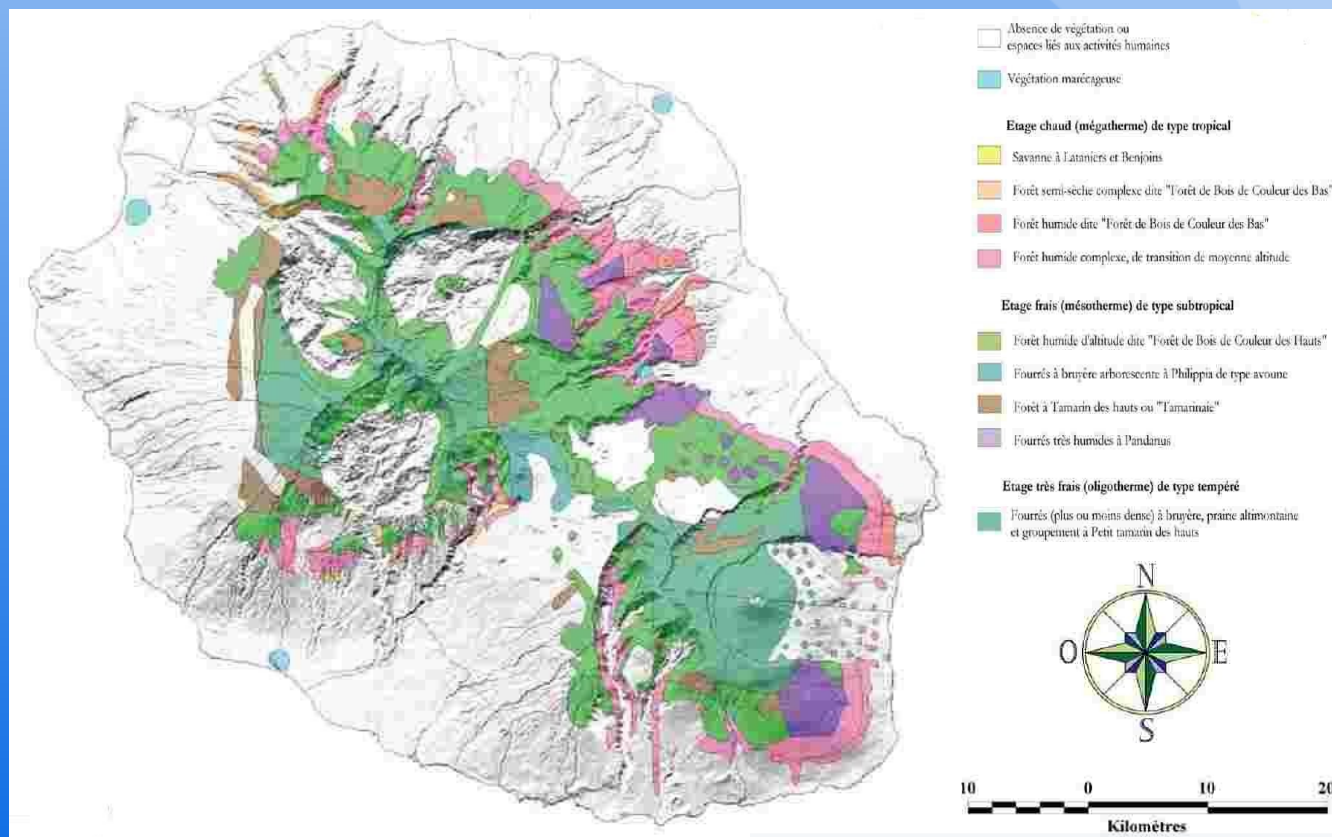 Absence de végétation ou
espaces liés aux activités humaines
Végétation marécageuse
Etage chaud (mégatherme) de type tropical
Savanne à Lataniers et Benjoins
Forêt semi-sèche complexe dite "Forêt de Bois de Couleur des Bas"
Forêt humide dite "Forêt de Bois de Couleur des Bas"
Forêt humide complexe, de transition de moyenne altitude
Etage frais (mésotherme) de type subtropical
Forêt humide d'altitude dite "Forêt de Bois de Couleur des Hauts"
Fourrés à bruyère arborescente à Philippia de type avoune
Forêt à Tamarin des hauts ou "Tamarinaie"
Fourrés très humides à Pandanus
Etage très frais (oligotherme) de type tempéré
Fourrés (plus ou moins dense) à bruyère, praine altimontaine
et groupement à Petit tamarin des hauts
N
O E
S
10 0 10 20
Kilomètres